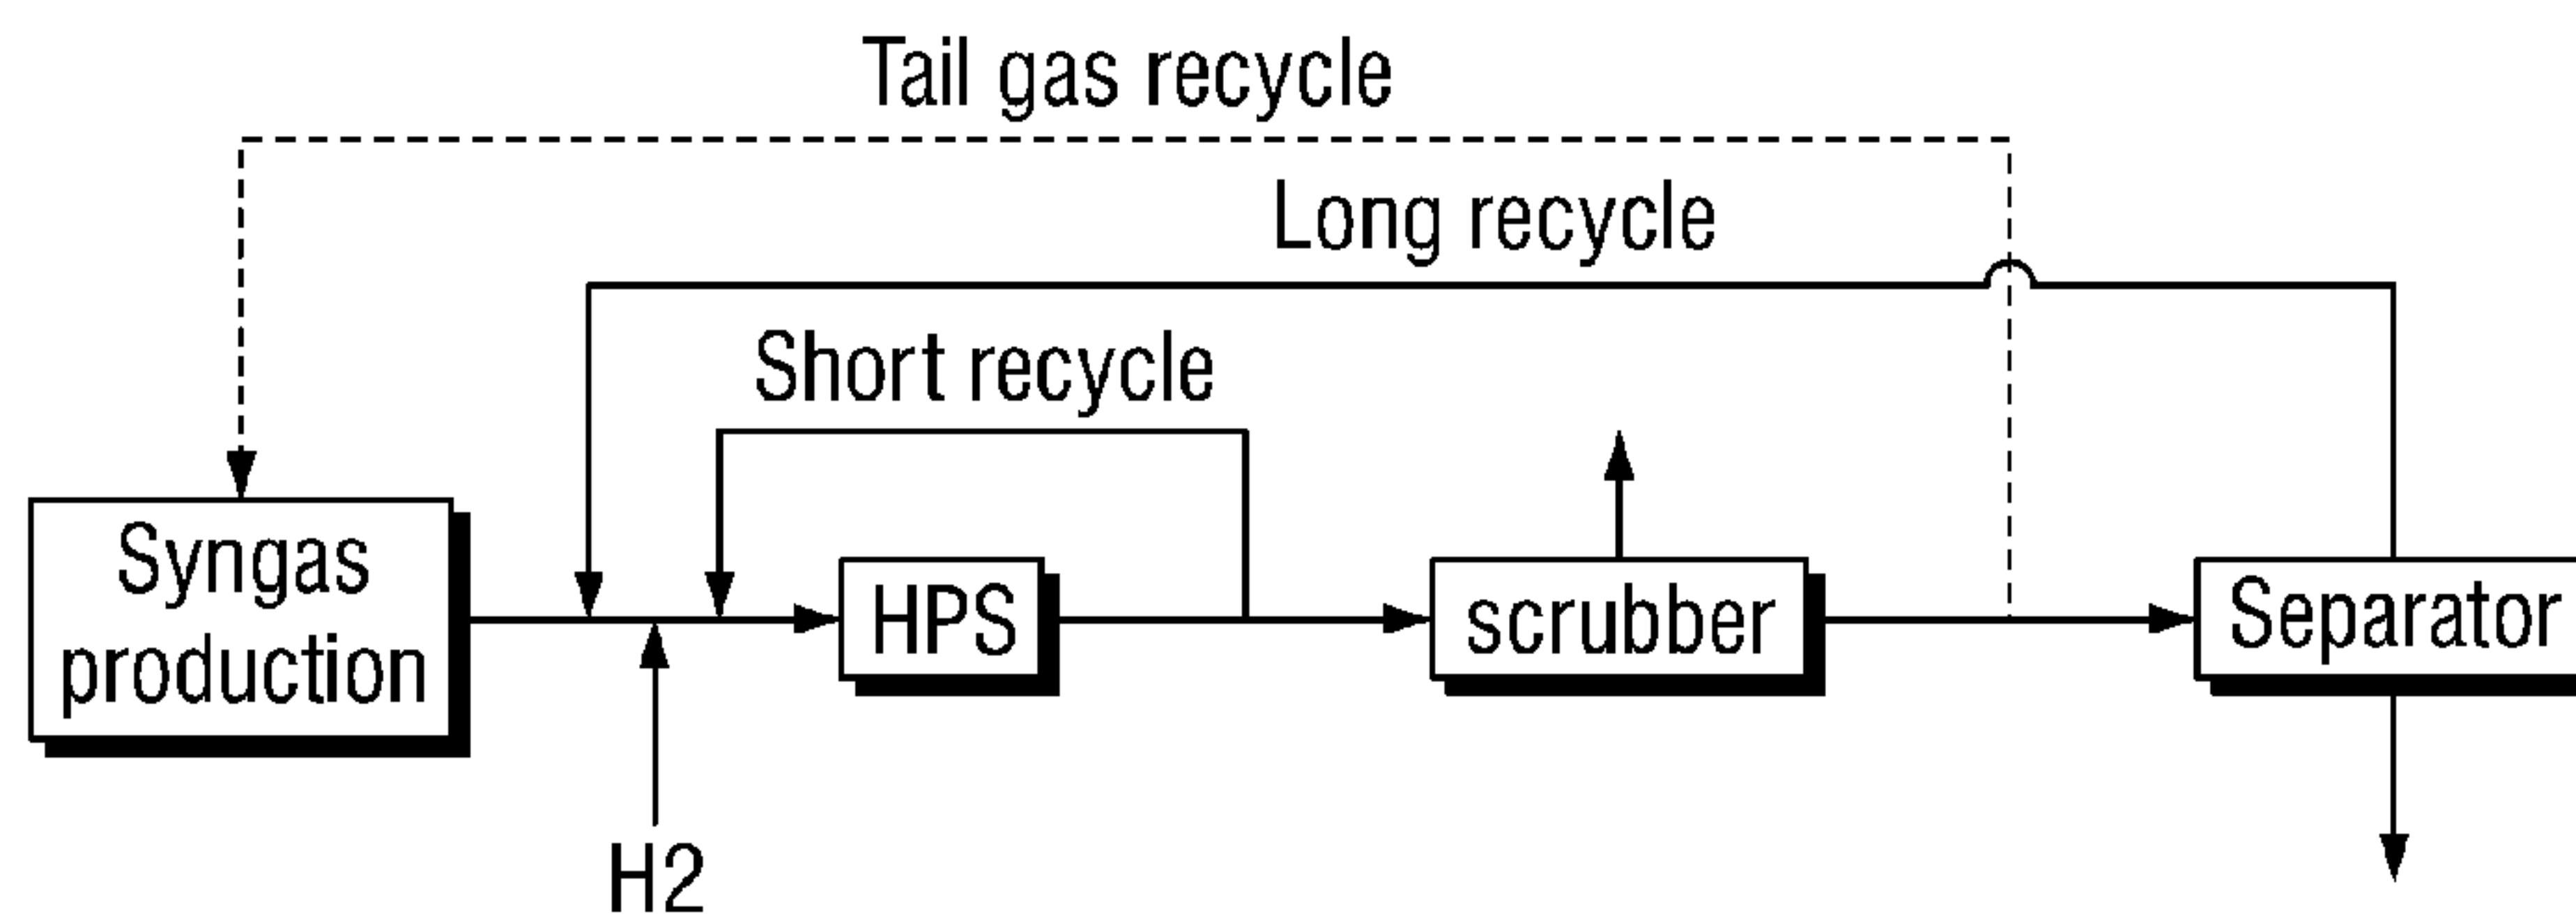 Tail gas recycle
Long recycle
Short recycle
Syngas
production
HPS
scrubber
Separator
H2